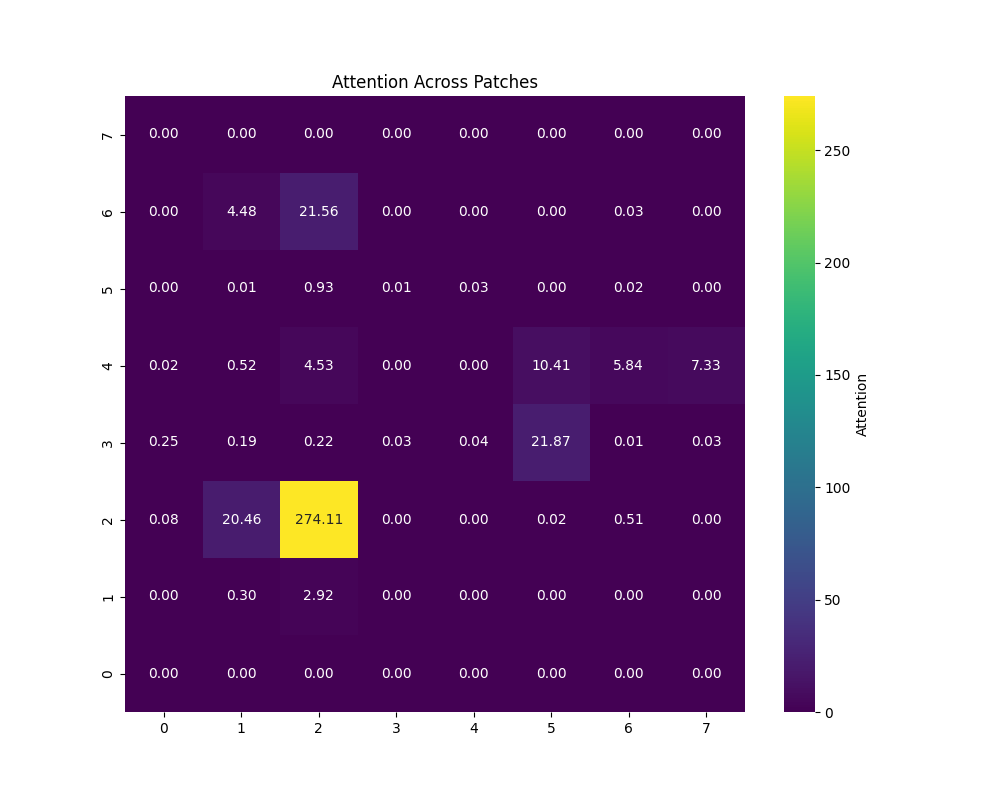 Attention Across Patches
7 0.00 0.00 0.00 0.00 0.00 0.00 0.00 0.00
6 0.00 4.48 21.56 0.00 0.00 0.00 0.03 0.00
5 0.00 0.01 0.93 0.01 0.03 0.00 0.02 0.00
4 0.02 0.52 4.53 0.00 0.00 10.41 5.84 7.33
3 0.25 0.19 0.22 0.03 0.04 21.87 0.01 0.03
2 0.08 20.46 274.11 0.00 0.00 0.02 0.51 0.00
1 0.00 0.30 2.92 0.00 0.00 0.00 0.00 0.00
0 0.00 0.00 0.00 0.00 0.00 0.00 0.00 0.00
0 1 2 3 4 5 6 7
250
200
150
100
50
0
Attention